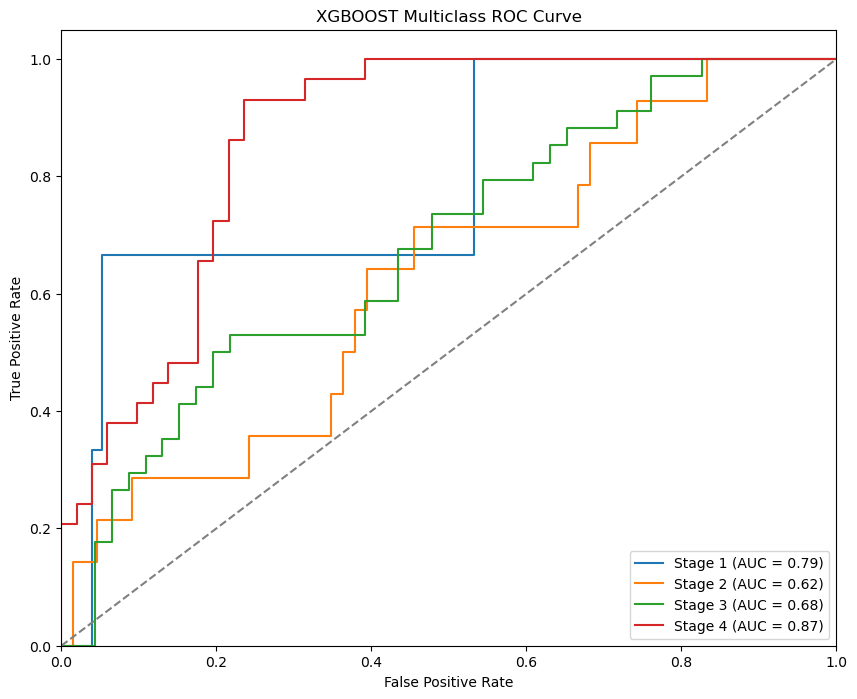 XGBOOST Multiclass ROC Curve
1.0
0.8
0.6
0.4
0.2
0.0
True Positive Rate
0.0 0.2 0.4 0.6 0.8 1.0
False Positive Rate
Stage 1 (AUC = 0.79)
Stage 2 (AUC = 0.62)
Stage 3 (AUC = 0.68)
Stage 4 (AUC = 0.87)